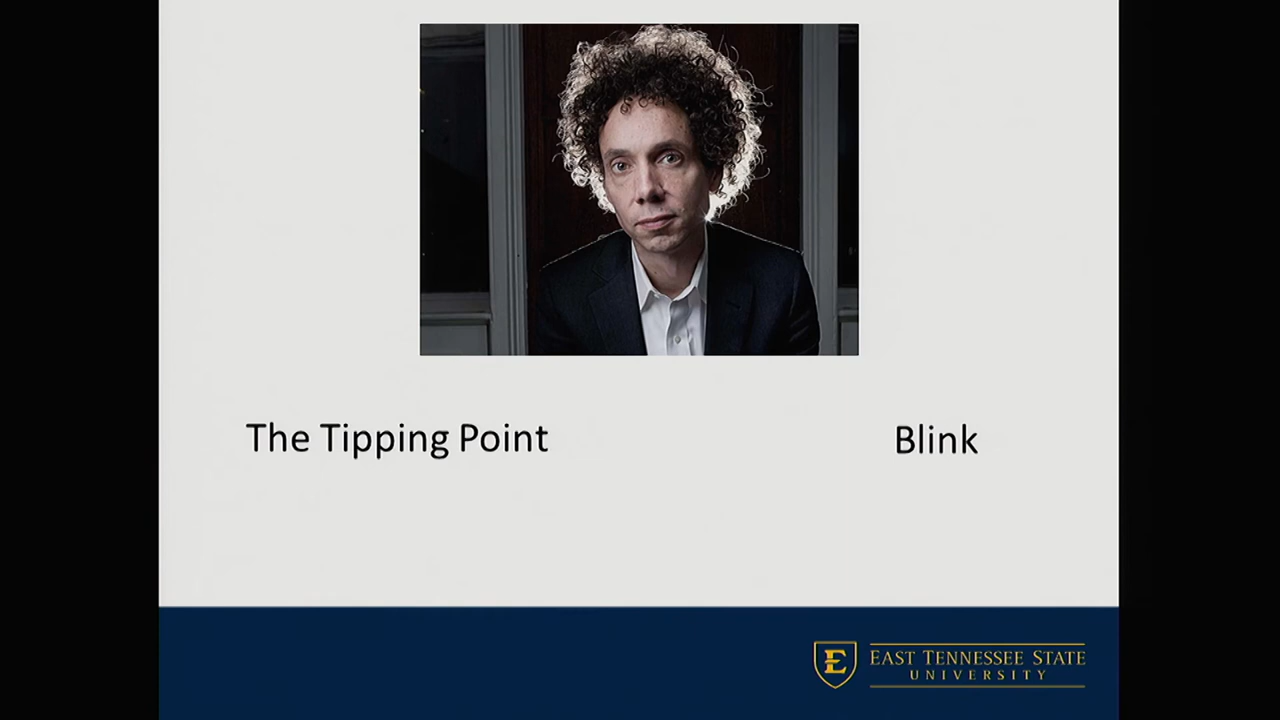 The Tipping Point
Blink
E
EAST TENNESSEE STATE
UNIVERSITY